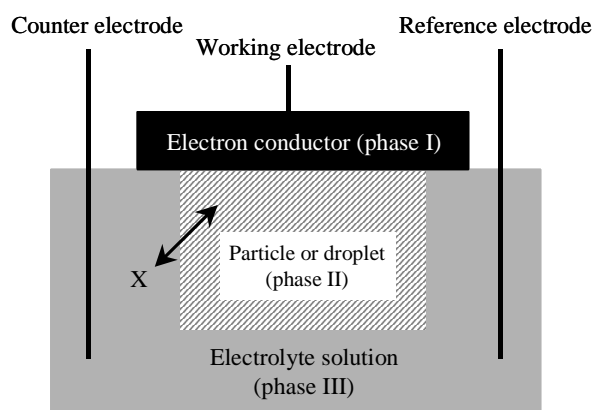 Counter electrode
Reference electrode
Working electrode
Electron conductor (phase I)
X
Particle or droplet
(phase II)
Electrolyte solution
(phase III)